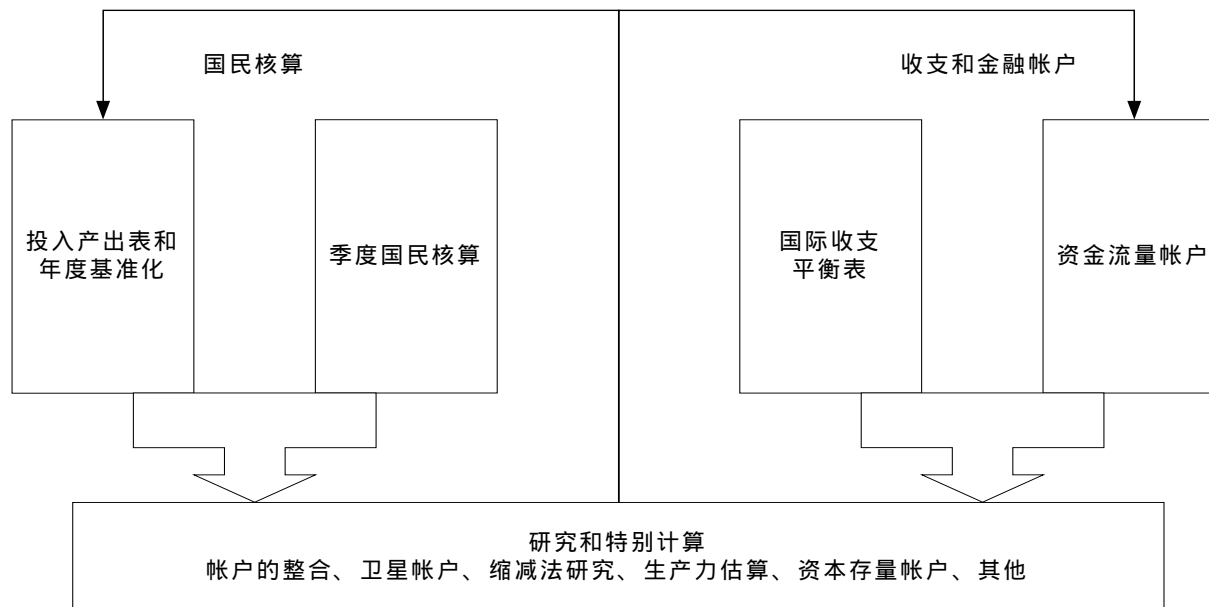 国民核算
收支和金融帐户
投入产出表和
年度基准化
季度国民核算
国际收支
平衡表
资金流量帐户
研究和特别计算
帐户的整合、卫星帐户、缩减法研究、生产力估算、资本存量帐户、其他